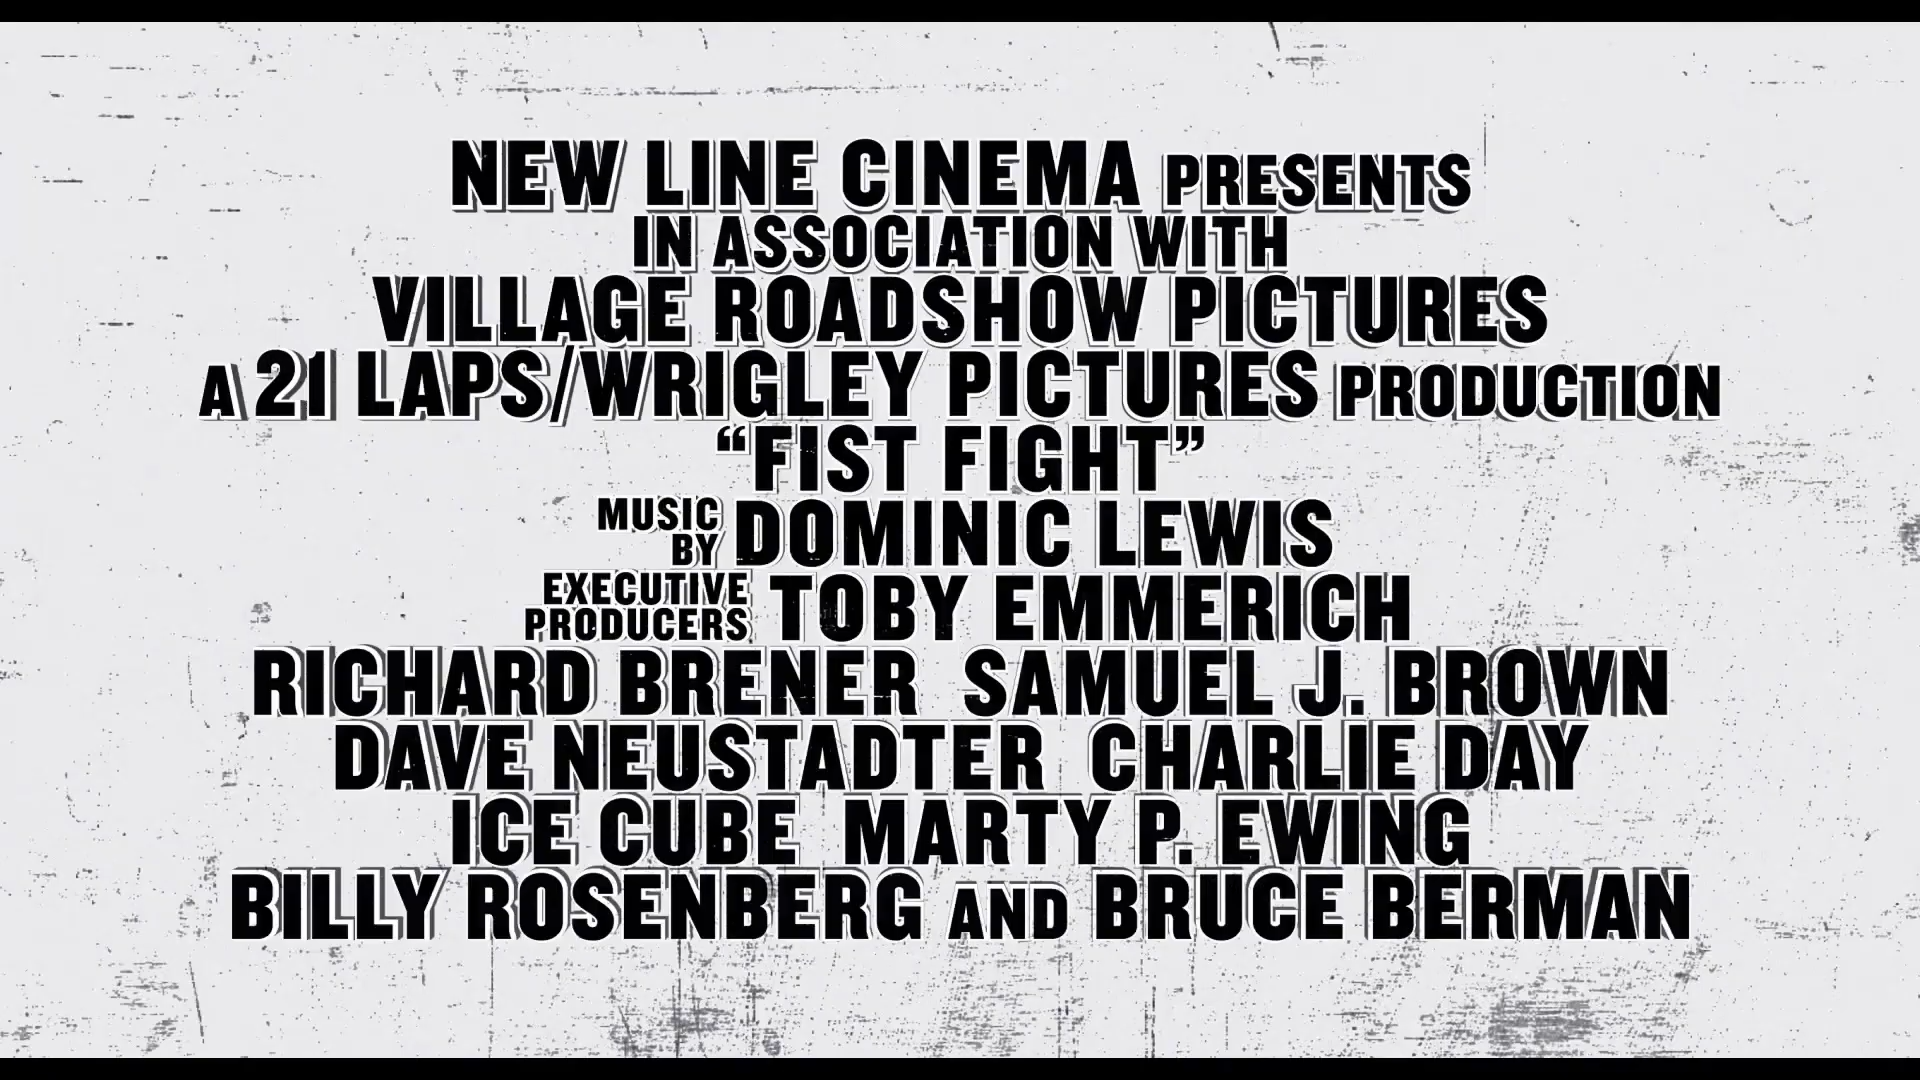 NEW LINE CINEMA PRESENTS
IN ASSOCIATION WITH
VILLAGE ROADSHOW PICTURES
A 21 LAPS/WRIGLEY PICTURES PRODUCTION
“FIST FIGHT”
MUSIC BY DOMINIC LEWIS
EXECUTIVE PRODUCERS TOBY EMMERICH
RICHARD BRENER SAMUEL J. BROWN
DAVE NEUSTADTER CHARLIE DAY
ICE CUBE MARTY P. EWING
BILLY ROSENBERG AND BRUCE BERMAN